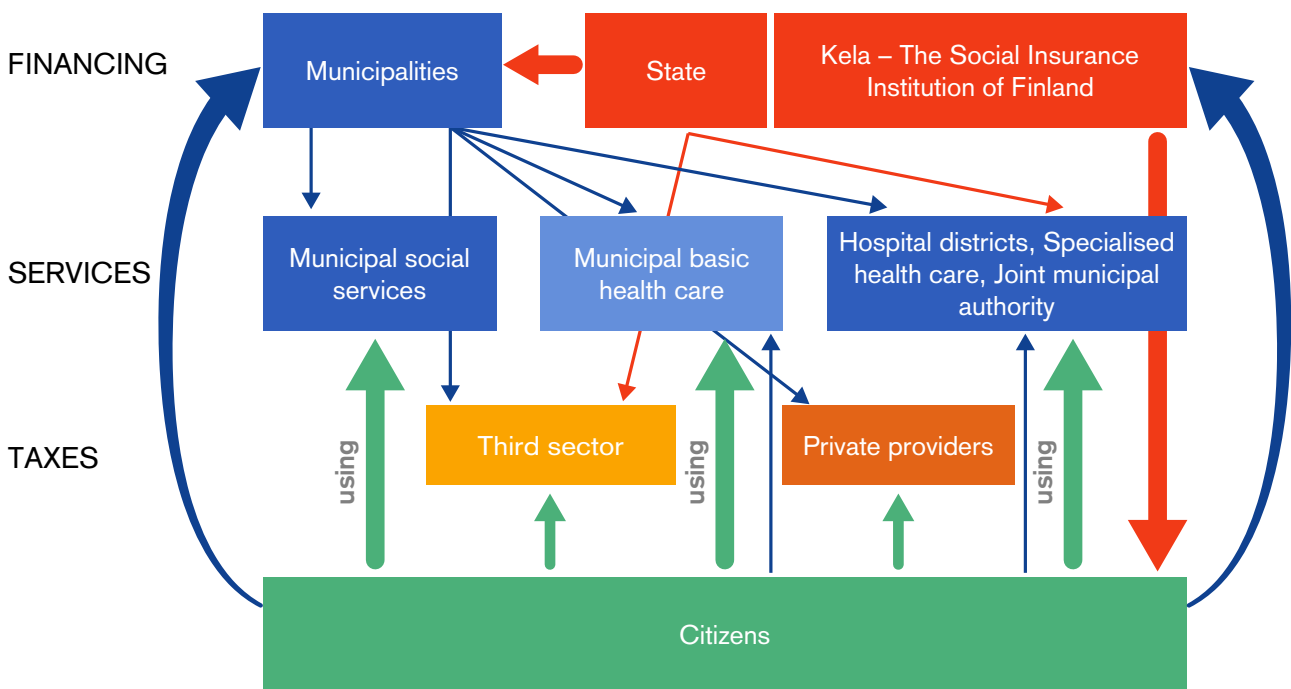 FINANCING
Municipalities
State
Kela – The Social Insurance
Institution of Finland
SERVICES
Municipal social
services
Municipal basic
health care
Hospital districts, Specialised
health care, Joint municipal
authority
TAXES
using
Third sector
using
Private providers
using
Citizens